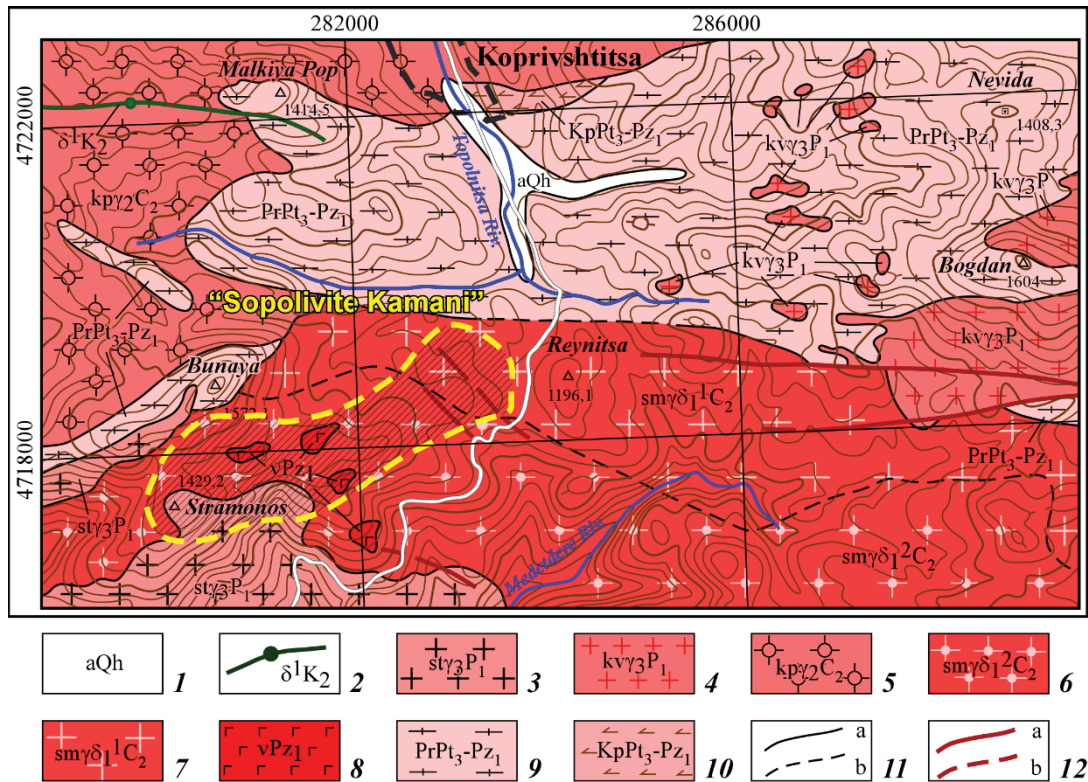 282000 286000
4722000
4718000
Koprivshtitsa
Malkiya Pop
1414,5
Nevida
1408,3
δ¹K₂
KpPt₃-Pz₁
kvγ₃P₁
PrPt₃-Pz₁
kvγ₃P
aQh
Topolnitsa Riv.
kpγ₂C₂
PrPt₃-Pz₁
kvγ₃P₁
Bogdan
1604
"Sopolivite Kamani"
PrPt₃-Pz₁
Bunaya
Reynitsa
1196,1
smγδ₁¹C₂
kvγ₃P₁
νPz₁
PrPt₃-Pz₁
1429,2
Stramonos
stγ₃P₁
Medetdere Riv.
smγδ₁²C₂
stγ₃P₁
aQh 1
δ¹K₂ 2
stγ₃P₁ 3
kvγ₃P₁ 4
kpγ₂C₂ 5
smγδ₁²C₂ 6
smγδ₁¹C₂ 7
νPz₁ 8
PrPt₃-Pz₁ 9
KpPt₃-Pz₁ 10
a
b 11
a
b 12